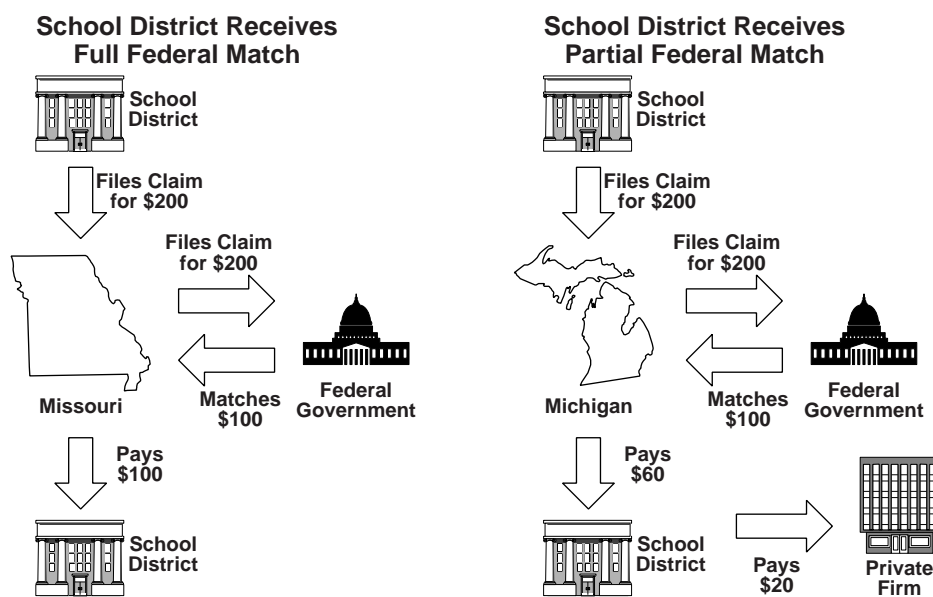 School District Receives
Full Federal Match
School
District
Files Claim
for $200
Files Claim
for $200
Missouri
Matches
$100
Federal
Government
Pays
$100
School
District
School District Receives
Partial Federal Match
School
District
Files Claim
for $200
Files Claim
for $200
Michigan
Matches
$100
Federal
Government
Pays
$60
School
District
Pays
$20
Private
Firm